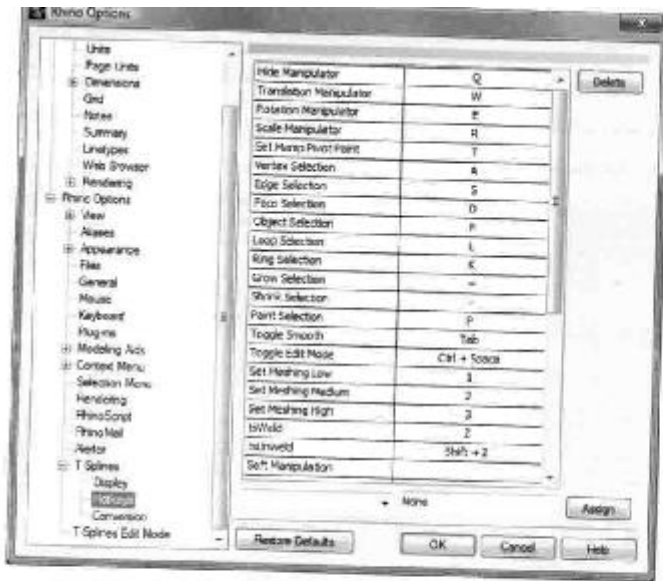 Rhino Options
Units
Page Units
Dimensions
Grid
Notes
Summary
Linetypes
Web Browser
Rendering
Rhino Options
View
Aliases
Appearance
Files
General
Mouse
Keyboard
Plug-ins
Modeling Aids
Context Menu
Selection Menu
Rendering
RhinoScript
RhinoMail
Alerter
T-Splines
Display
Hotkeys
Conversion
T-Splines Edit Mode
Hide Manipulator Q
Translation Manipulator W
Rotation Manipulator E
Scale Manipulator R
Set Manip Pivot Point T
Vertex Selection A
Edge Selection S
Face Selection D
Object Selection F
Loop Selection L
Ring Selection K
Grow Selection =
Shrink Selection -
Paint Selection P
Toggle Smooth Tab
Toggle Edit Mode Ctrl + Space
Set Meshing Low 1
Set Meshing Medium 2
Set Meshing High 3
tsWeld Z
tsUnweld Shift + Z
Soft Manipulation
None
Delete
Assign
Restore Defaults
OK
Cancel
Help